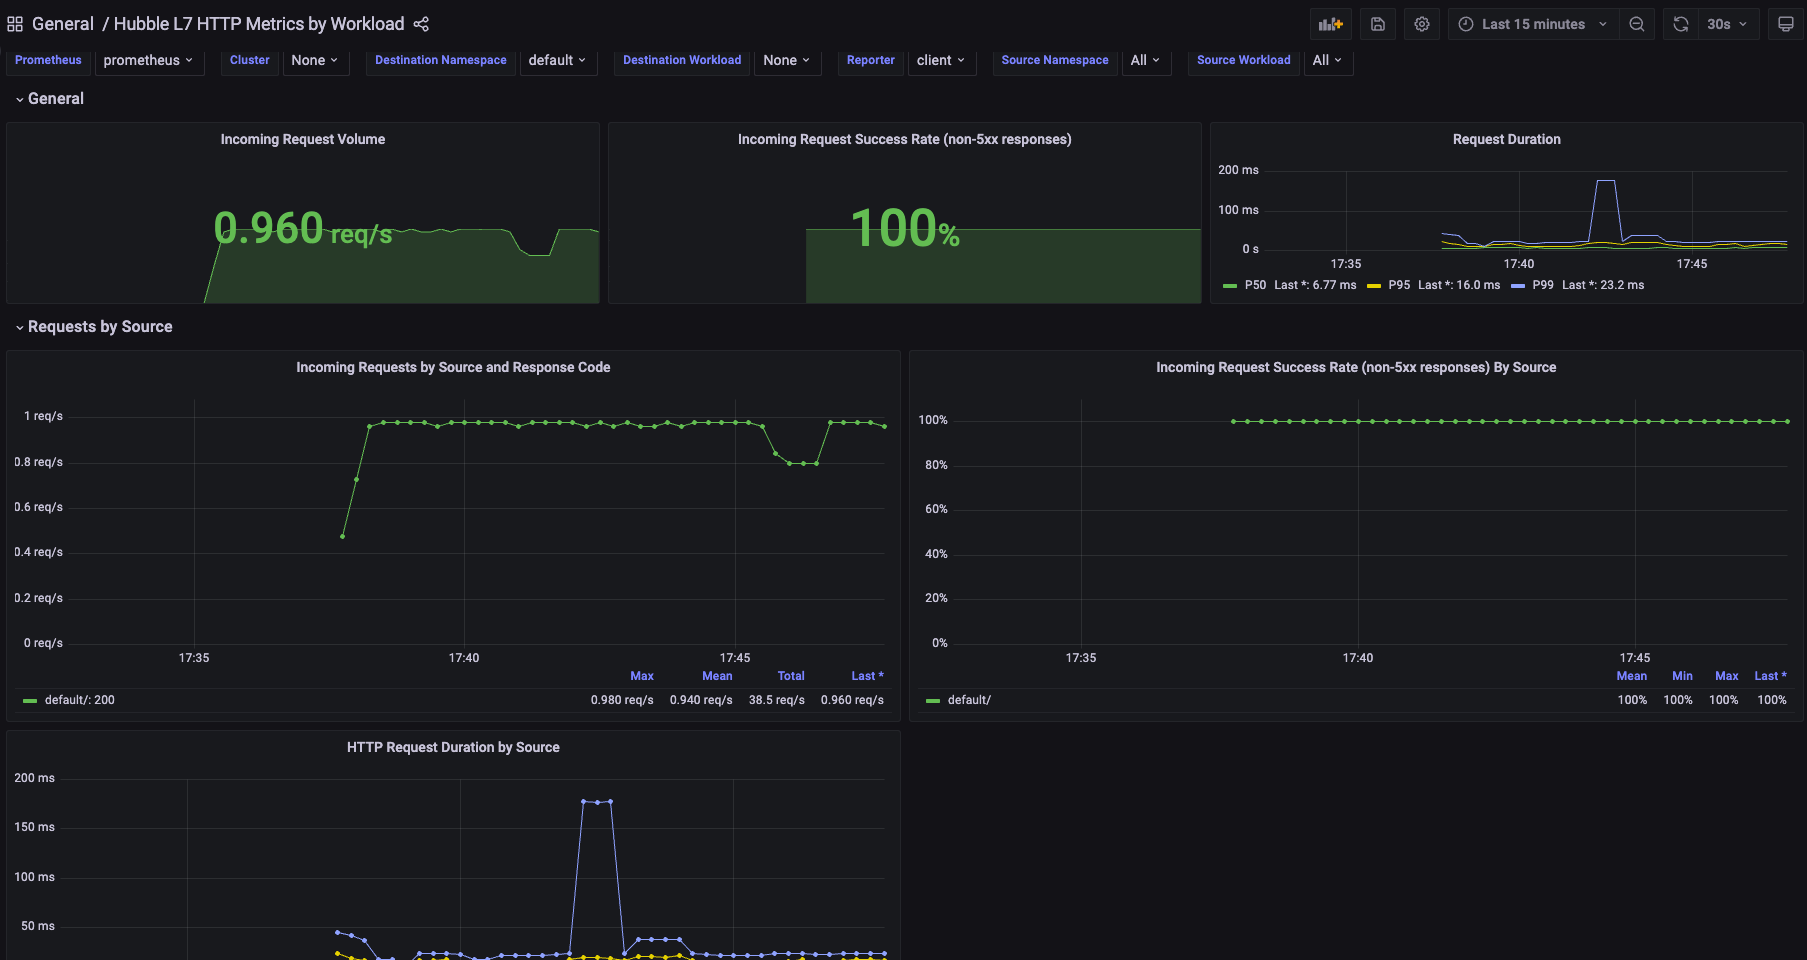 General / Hubble L7 HTTP Metrics by Workload
Last 15 minutes 30s
Prometheus prometheus Cluster None Destination Namespace default Destination Workload None Reporter client Source Namespace All Source Workload All
General
Incoming Request Volume
0.960 req/s
Incoming Request Success Rate (non-5xx responses)
100%
Request Duration
200 ms
100 ms
0 s
17:35 17:40 17:45
P50 Last *: 6.77 ms P95 Last *: 16.0 ms P99 Last *: 23.2 ms
Requests by Source
Incoming Requests by Source and Response Code
1 req/s
0.8 req/s
0.6 req/s
0.4 req/s
0.2 req/s
0 req/s
17:35 17:40 17:45
Max Mean Total Last *
default/: 200 0.980 req/s 0.940 req/s 38.5 req/s 0.960 req/s
Incoming Request Success Rate (non-5xx responses) By Source
100%
80%
60%
40%
20%
0%
17:35 17:40 17:45
Mean Min Max Last *
default/ 100% 100% 100% 100%
HTTP Request Duration by Source
200 ms
150 ms
100 ms
50 ms